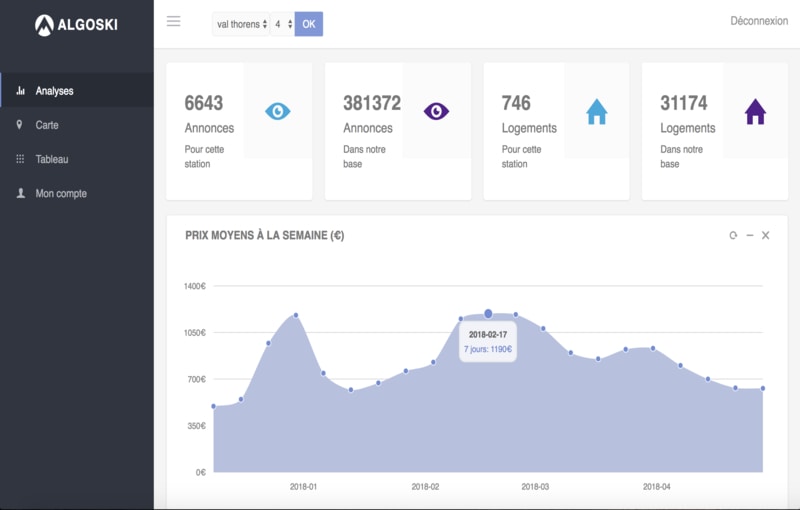 ALGOSKI
val thorens
4
OK
Déconnexion
Analyses
Carte
Tableau
Mon compte
6643
Annonces
Pour cette
station
381372
Annonces
Dans notre
base
746
Logements
Pour cette
station
31174
Logements
Dans notre
base
PRIX MOYENS À LA SEMAINE (€)
1400€
1050€
700€
350€
0€
2018-02-17
7 jours: 1190€
2018-01
2018-02
2018-03
2018-04